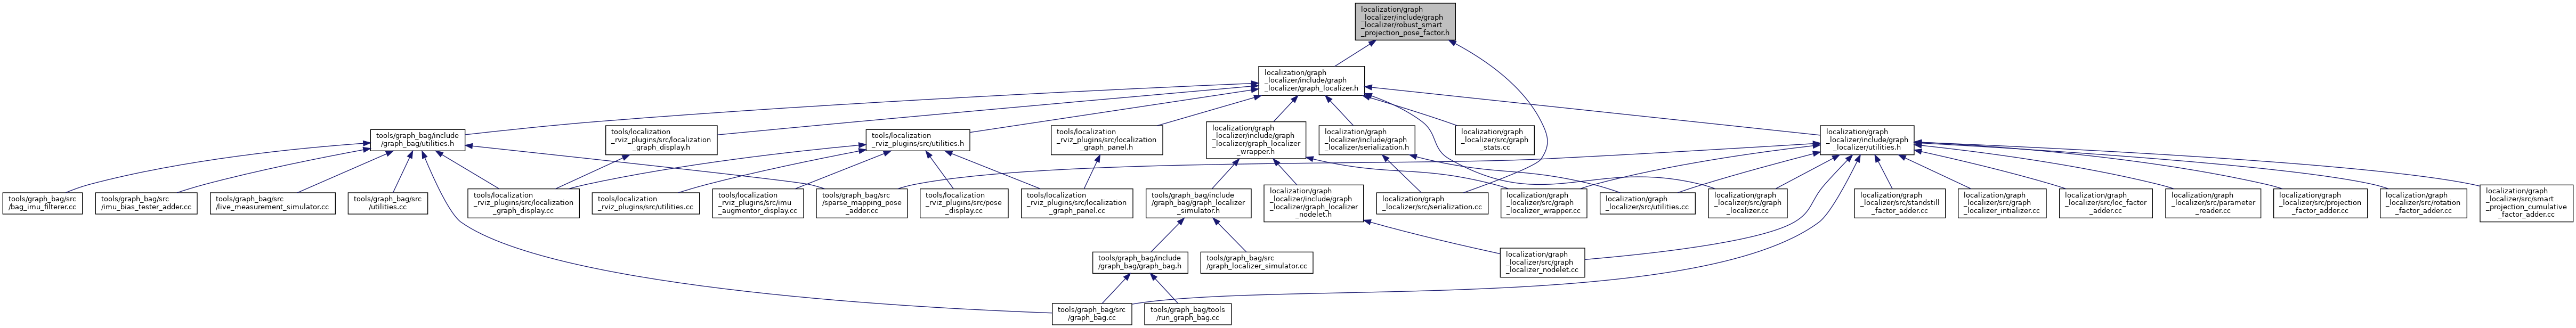 localization/graph
_localizer/include/graph
_localizer/robust_smart
_projection_pose_factor.h
localization/graph
_localizer/include/graph
_localizer/graph_localizer.h
tools/graph_bag/include
/graph_bag/utilities.h
tools/localization
_rviz_plugins/src/localization
_graph_display.h
tools/localization
_rviz_plugins/src/utilities.h
tools/localization
_rviz_plugins/src/localization
_graph_panel.h
localization/graph
_localizer/include/graph
_localizer/graph_localizer
_wrapper.h
localization/graph
_localizer/include/graph
_localizer/serialization.h
localization/graph
_localizer/src/graph
_stats.cc
localization/graph
_localizer/include/graph
_localizer/utilities.h
tools/graph_bag/src
/bag_imu_filterer.cc
tools/graph_bag/src
/imu_bias_tester_adder.cc
tools/graph_bag/src
/live_measurement_simulator.cc
tools/graph_bag/src
/utilities.cc
tools/localization
_rviz_plugins/src/localization
_graph_display.cc
tools/localization
_rviz_plugins/src/utilities.cc
tools/localization
_rviz_plugins/src/imu
_augmentor_display.cc
tools/graph_bag/src
/sparse_mapping_pose
_adder.cc
tools/localization
_rviz_plugins/src/pose
_display.cc
tools/localization
_rviz_plugins/src/localization
_graph_panel.cc
tools/graph_bag/include
/graph_bag/graph_localizer
_simulator.h
localization/graph
_localizer/include/graph
_localizer/graph_localizer
_nodelet.h
localization/graph
_localizer/src/serialization.cc
localization/graph
_localizer/src/graph
_localizer_wrapper.cc
localization/graph
_localizer/src/utilities.cc
localization/graph
_localizer/src/graph
_localizer.cc
localization/graph
_localizer/src/standstill
_factor_adder.cc
localization/graph
_localizer/src/graph
_localizer_intializer.cc
localization/graph
_localizer/src/loc_factor
_adder.cc
localization/graph
_localizer/src/parameter
_reader.cc
localization/graph
_localizer/src/projection
_factor_adder.cc
localization/graph
_localizer/src/rotation
_factor_adder.cc
localization/graph
_localizer/src/smart
_projection_cumulative
_factor_adder.cc
tools/graph_bag/include
/graph_bag/graph_bag.h
tools/graph_bag/src
/graph_localizer_simulator.cc
localization/graph
_localizer/src/graph
_localizer_nodelet.cc
tools/graph_bag/src
/graph_bag.cc
tools/graph_bag/tools
/run_graph_bag.cc